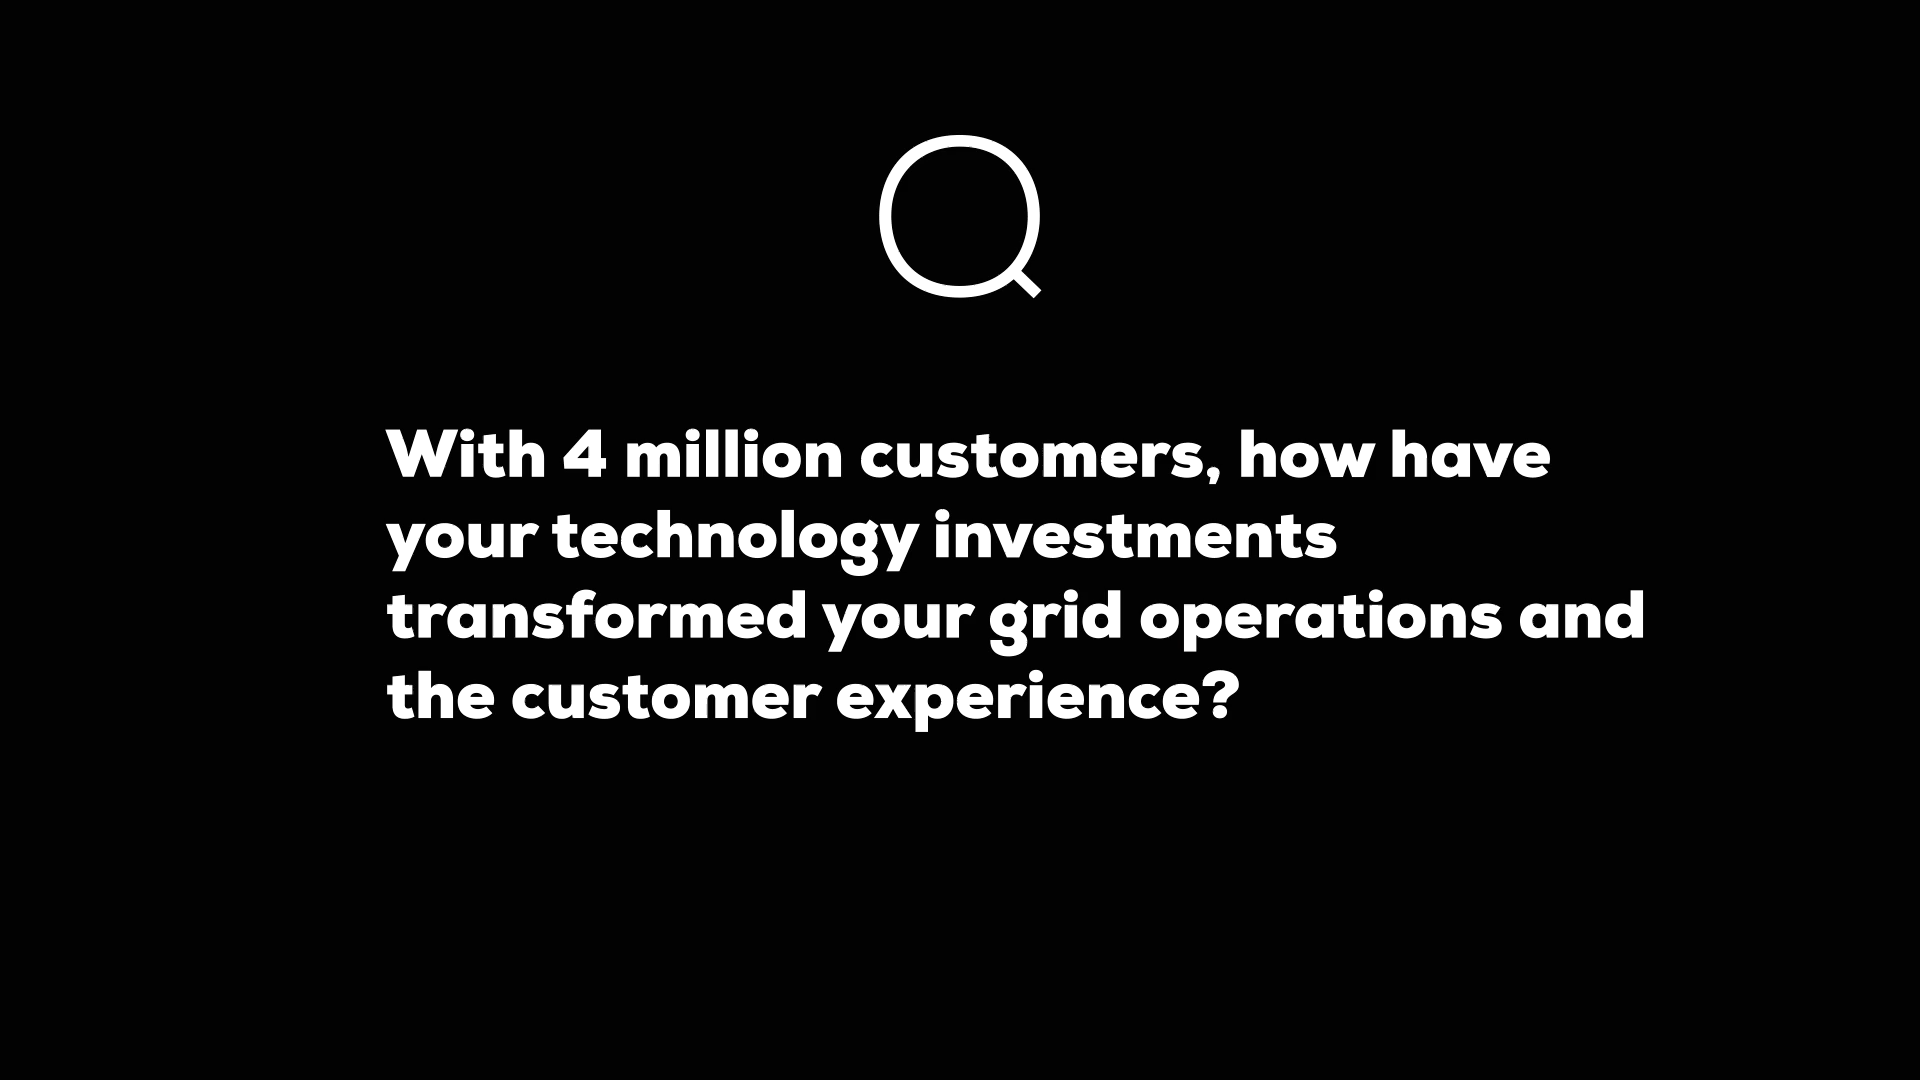 Q
With 4 million customers, how have
your technology investments
transformed your grid operations and
the customer experience?